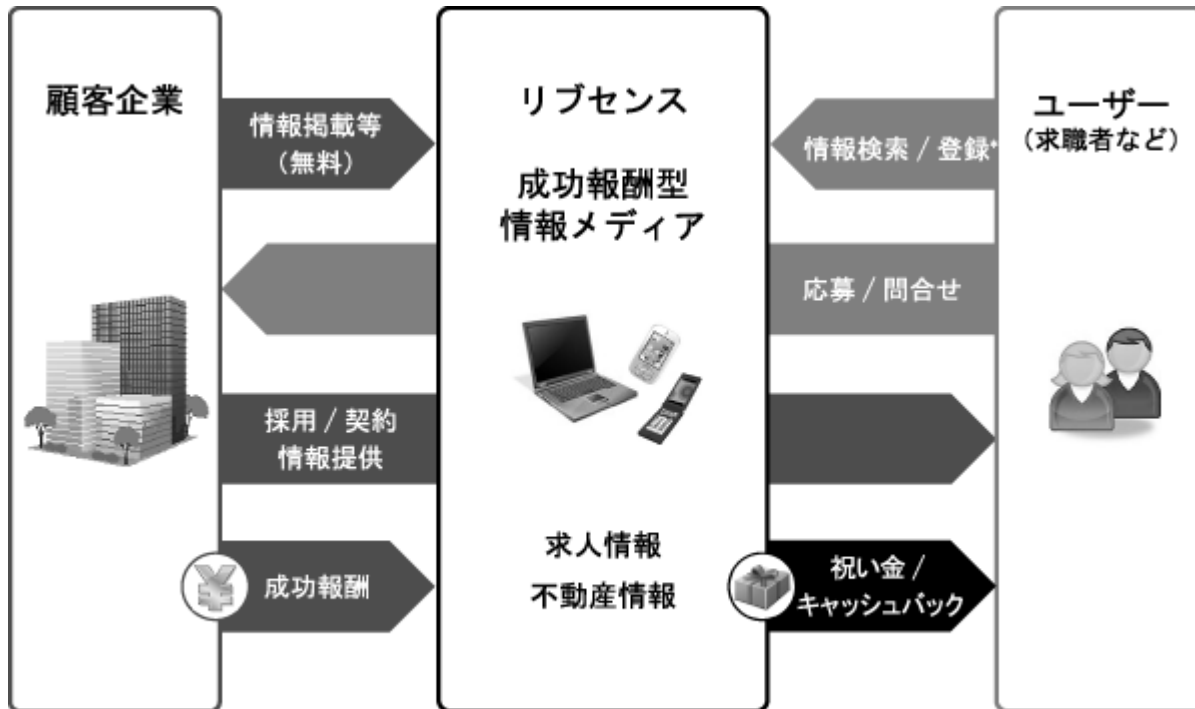 顧客企業
情報掲載等
（無料）
採用 / 契約
情報提供
¥
成功報酬
リブセンス
成功報酬型
情報メディア
求人情報
不動産情報
ユーザー
（求職者など）
情報検索 / 登録*
応募 / 問合せ
祝い金 /
キャッシュバック